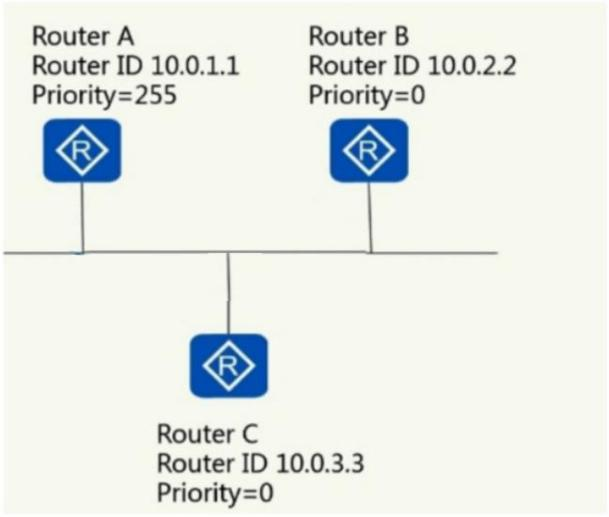 Router A
Router ID 10.0.1.1
Priority=255
Router B
Router ID 10.0.2.2
Priority=0
R
R
R
Router C
Router ID 10.0.3.3
Priority=0